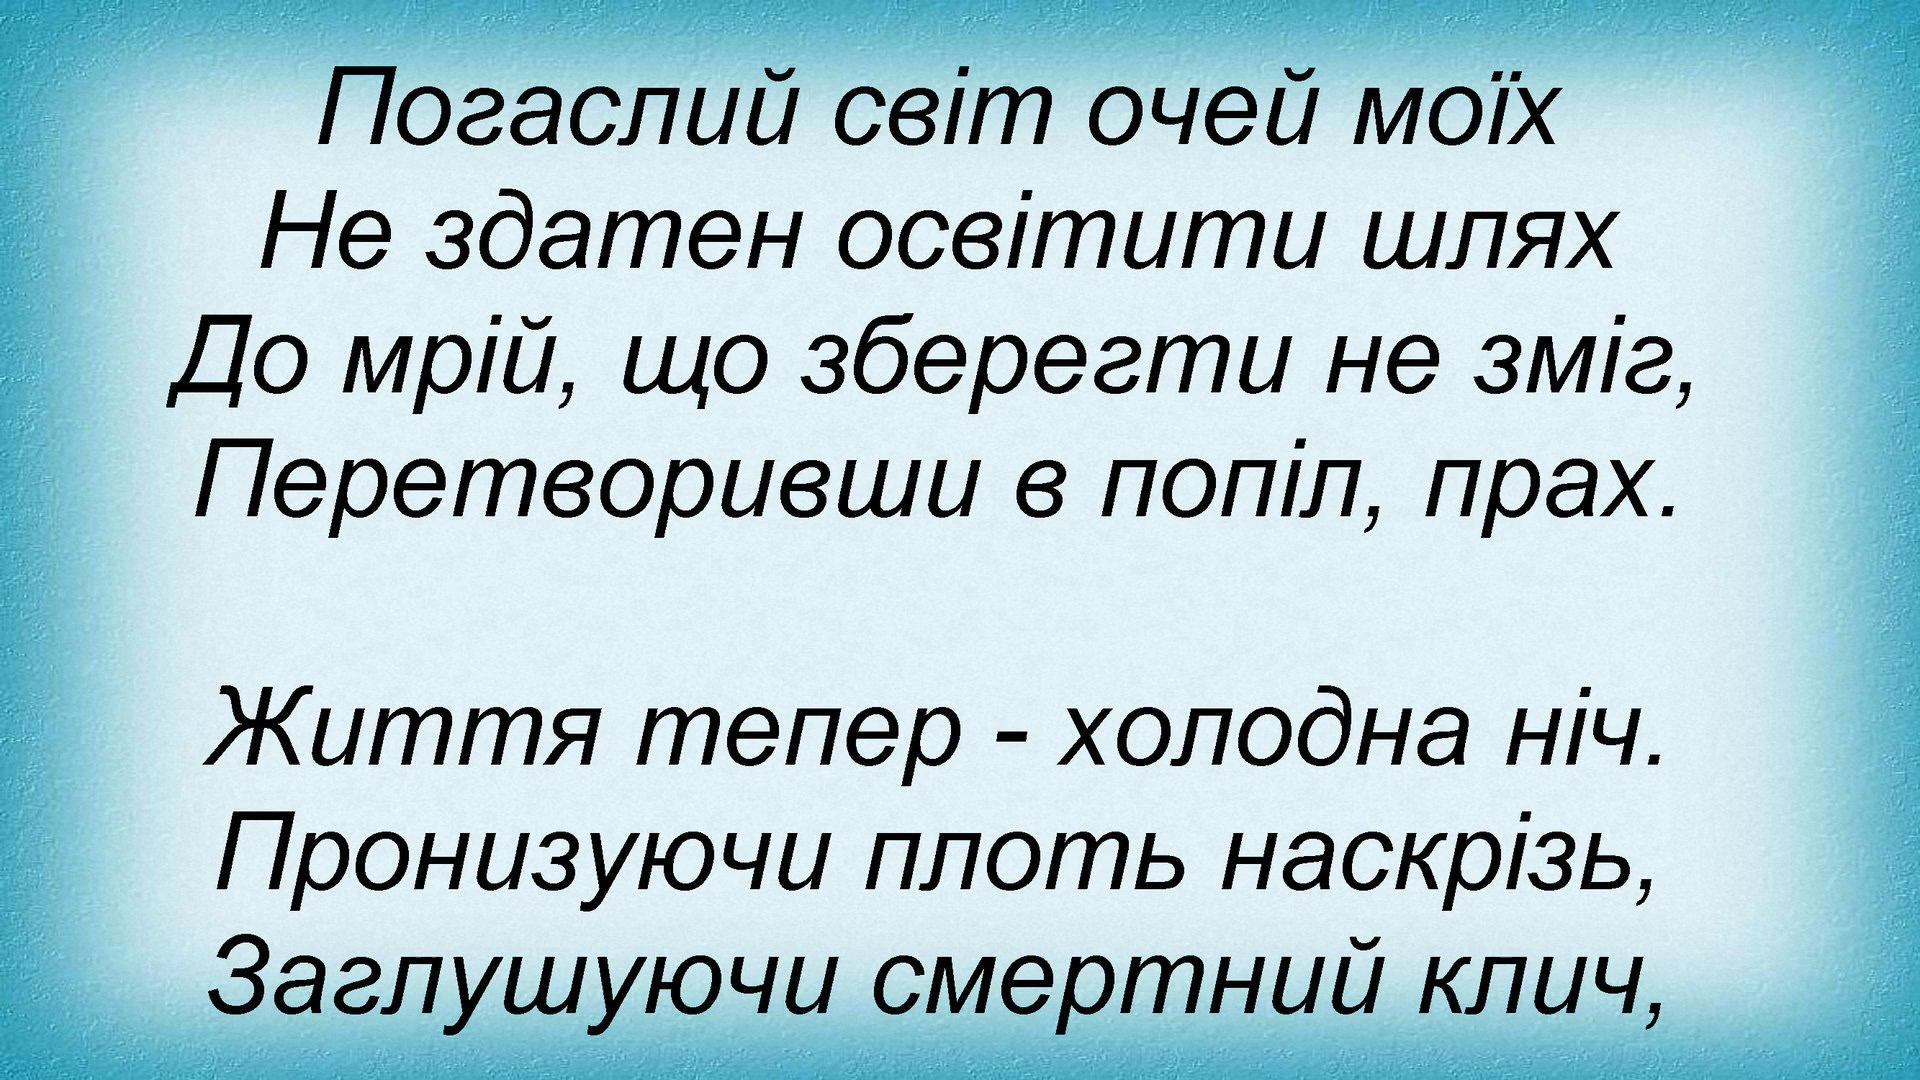 Погаслий світ очей моїх
Не здатен освітити шлях
До мрій, що зберегти не зміг,
Перетворивши в попіл, прах.
Життя тепер - холодна ніч.
Пронизуючи плоть наскрізь,
Заглушуючи смертний клич,